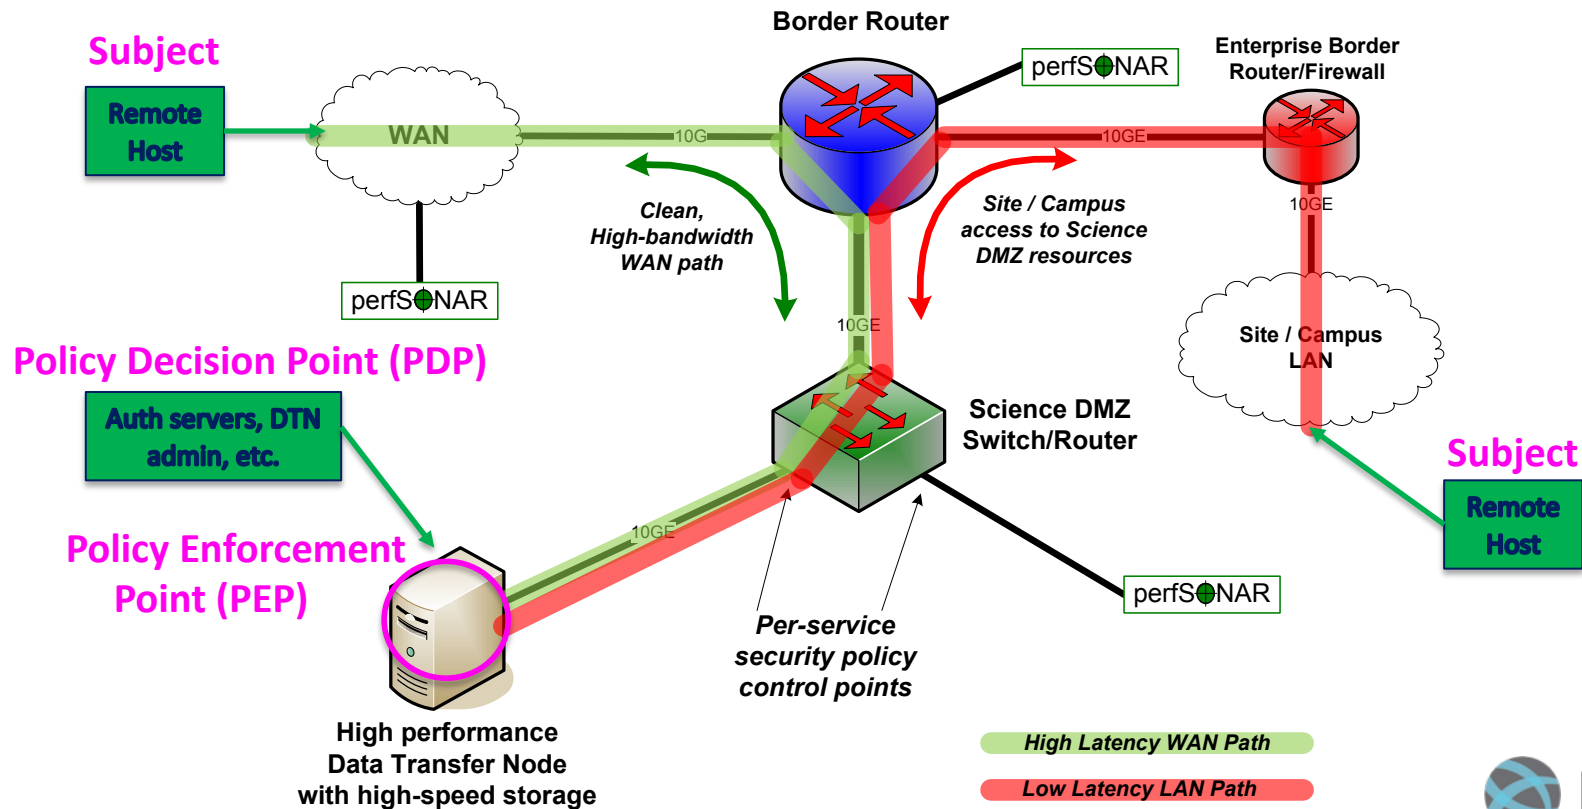 Border Router
Subject
Remote
Host
WAN
10G
perfSONAR
Enterprise Border
Router/Firewall
10GE
10GE
Clean,
High-bandwidth
WAN path
Site / Campus
access to Science
DMZ resources
perfSONAR
10GE
Site / Campus
LAN
Policy Decision Point (PDP)
Auth servers, DTN
admin, etc.
Science DMZ
Switch/Router
Subject
Remote
Host
10GE
Policy Enforcement
Point (PEP)
perfSONAR
Per-service
security policy
control points
High performance
Data Transfer Node
with high-speed storage
High Latency WAN Path
Low Latency LAN Path